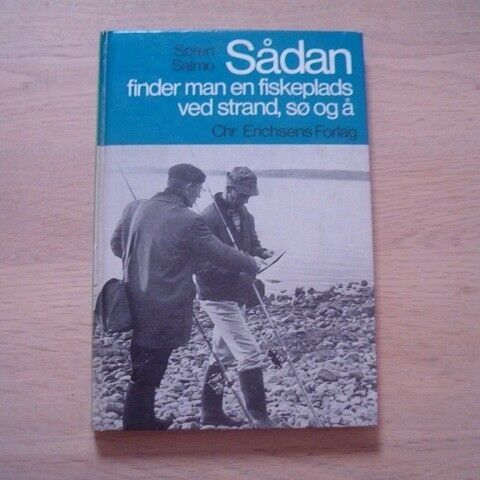 Søren
Salmo
Sådan
finder man en fiskeplads
ved strand, sø og å
Chr. Erichsens Forlag